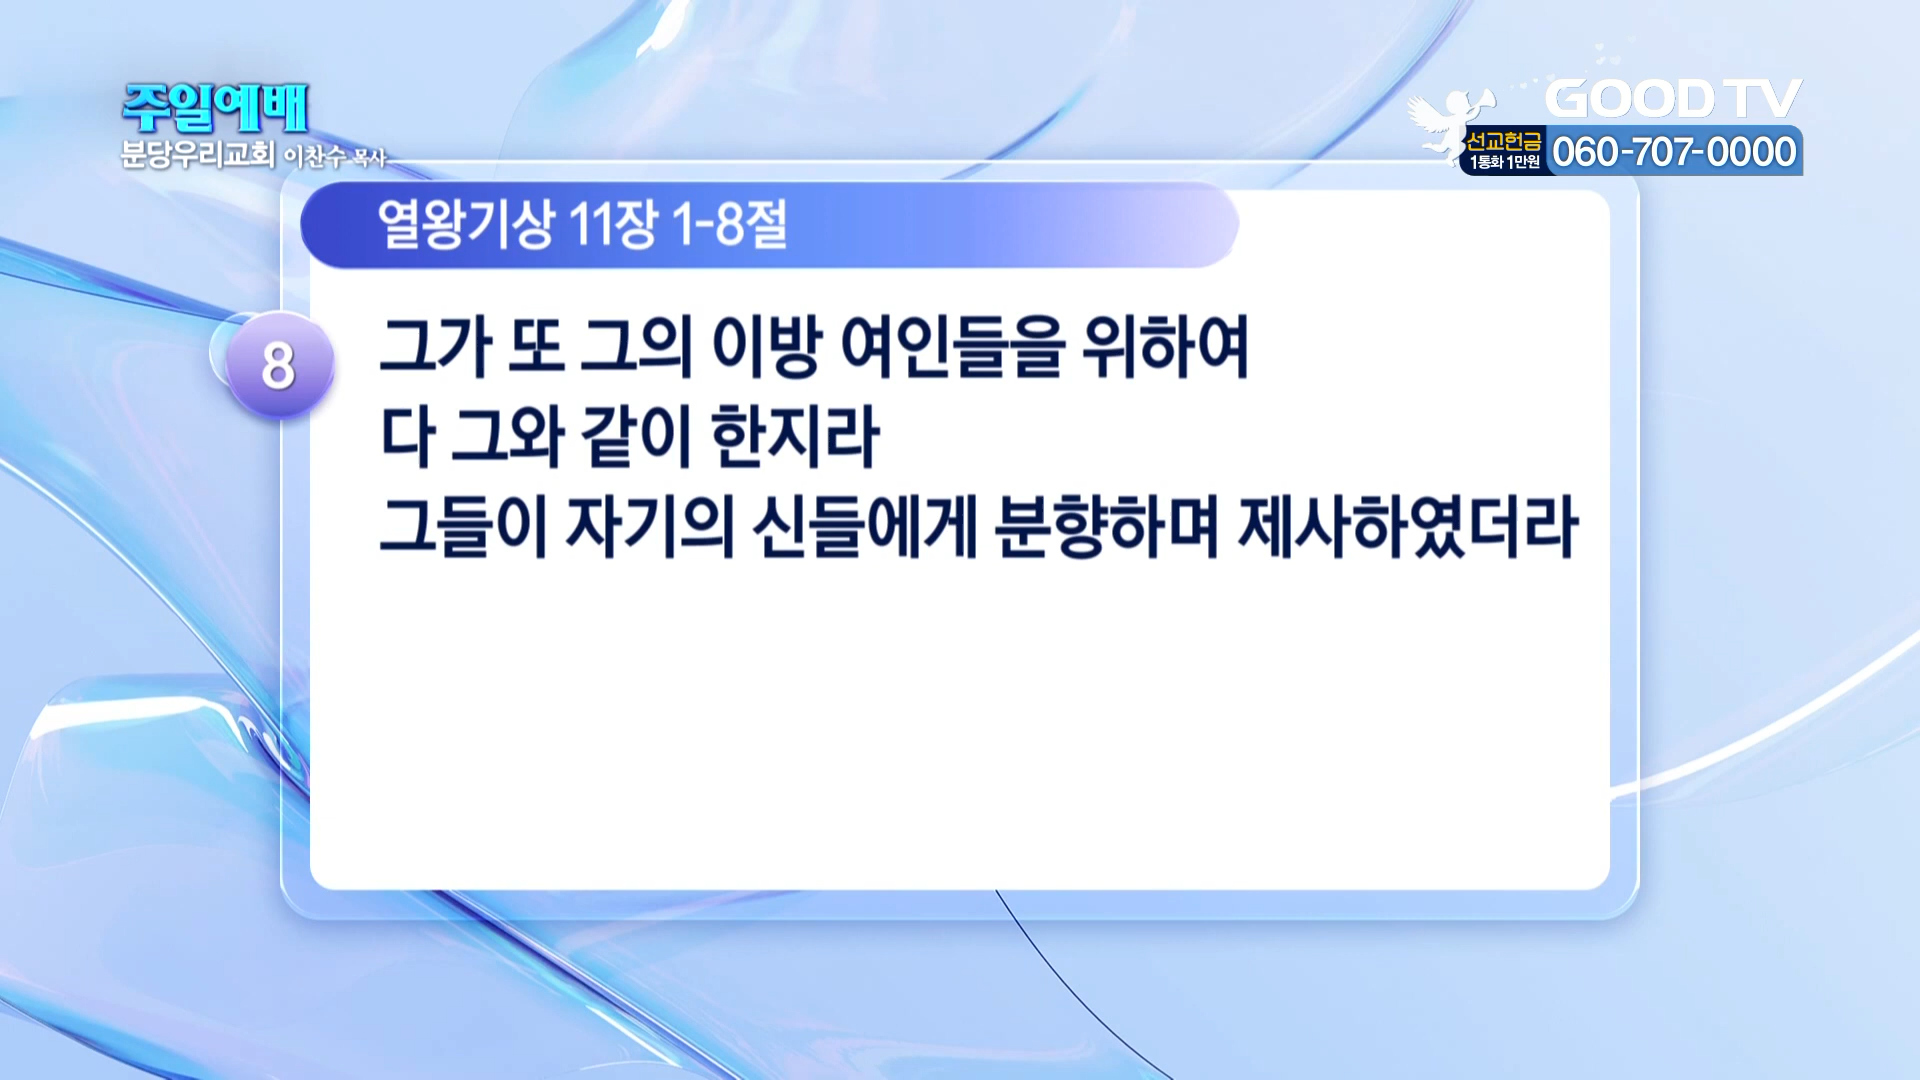 주일예배
분당우리교회 이찬수 목사
GOODTV
선교헌금
1통화 1만원
060-707-0000
열왕기상 11장 1-8절
8
그가 또 그의 이방 여인들을 위하여
다 그와 같이 한지라
그들이 자기의 신들에게 분향하며 제사하였더라